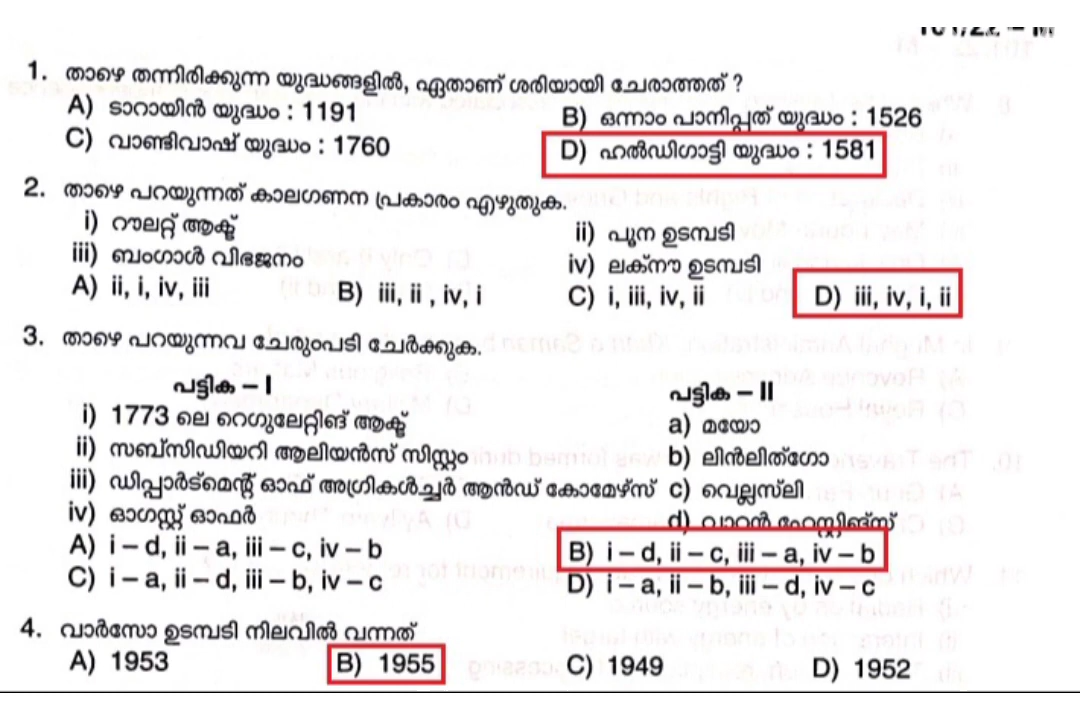 1. താഴെ തന്നിരിക്കുന്ന യുദ്ധങ്ങളിൽ, ഏതാണ് ശരിയായി ചേരാത്തത് ?
A) ടാറായിൻ യുദ്ധം : 1191 B) ഒന്നാം പാനിപ്പത് യുദ്ധം : 1526
C) വാണ്ടിവാഷ് യുദ്ധം : 1760 D) ഹൽഡിഗാട്ടി യുദ്ധം : 1581
2. താഴെ പറയുന്നത് കാലഗണന പ്രകാരം എഴുതുക.
i) റൗലറ്റ് ആക്ട് ii) പൂന ഉടമ്പടി
iii) ബംഗാൾ വിഭജനം iv) ലക്നൗ ഉടമ്പടി
A) ii, i, iv, iii B) iii, ii , iv, i C) i, iii, iv, ii D) iii, iv, i, ii
3. താഴെ പറയുന്നവ ചേരുംപടി ചേർക്കുക.
പട്ടിക – I പട്ടിക – II
i) 1773 ലെ റെഗുലേറ്റിങ് ആക്ട് a) മയോ
ii) സബ്സിഡിയറി ആലിയൻസ് സിസ്റ്റം b) ലിൻലിത്ഗോ
iii) ഡിപ്പാർട്മെന്റ് ഓഫ് അഗ്രികൾച്ചർ ആൻഡ് കോമേഴ്സ് c) വെല്ലസ്ലി
iv) ഓഗസ്റ്റ് ഓഫർ d) വാറൻ ഹേസ്റ്റിങ്സ്
A) i – d, ii – a, iii – c, iv – b B) i – d, ii – c, iii – a, iv – b
C) i – a, ii – d, iii – b, iv – c D) i – a, ii – b, iii – d, iv – c
4. വാർസോ ഉടമ്പടി നിലവിൽ വന്നത്
A) 1953 B) 1955 C) 1949 D) 1952